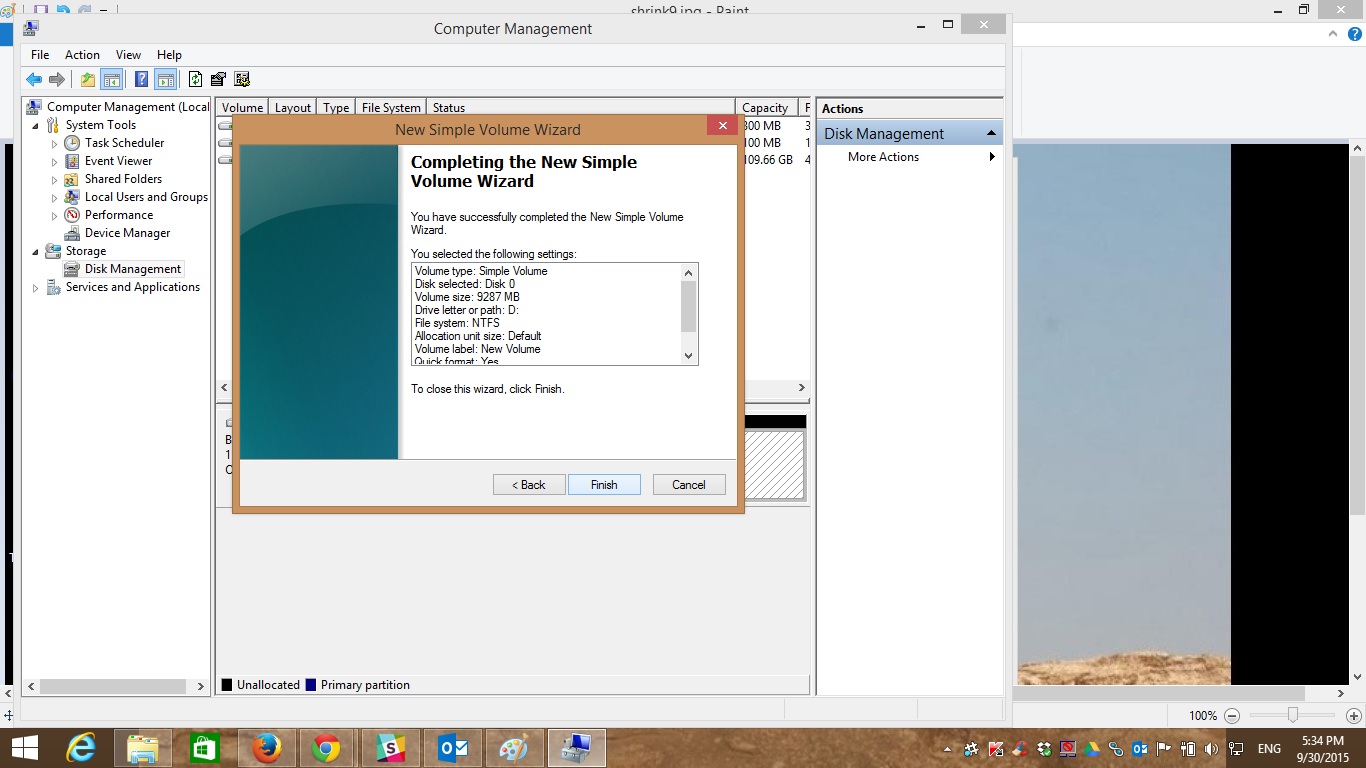 shrink9.jpg - Paint
Computer Management
File Action View Help
Computer Management (Local
System Tools
Task Scheduler
Event Viewer
Shared Folders
Local Users and Groups
Performance
Device Manager
Storage
Disk Management
Services and Applications
Volume Layout Type File System Status Capacity F
300 MB 3
100 MB 1
109.66 GB 4
Actions
Disk Management
More Actions
New Simple Volume Wizard
Completing the New Simple
Volume Wizard
You have successfully completed the New Simple Volume
Wizard.
You selected the following settings:
Volume type: Simple Volume
Disk selected: Disk 0
Volume size: 9287 MB
Drive letter or path: D:
File system: NTFS
Allocation unit size: Default
Volume label: New Volume
Quick format: Yes
To close this wizard, click Finish.
< Back Finish Cancel
B
1
O
Unallocated Primary partition
100%
ENG
5:34 PM
9/30/2015